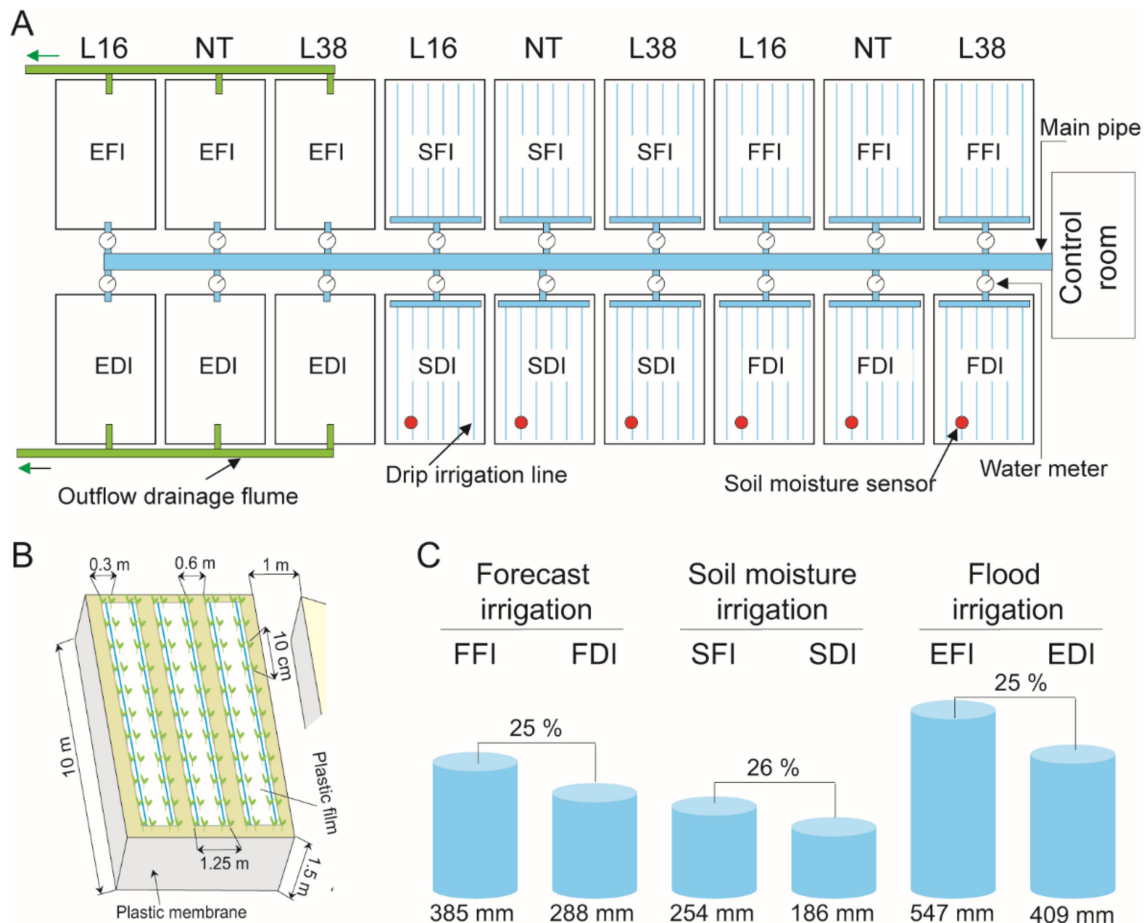 A
L16 NT L38 L16 NT L38 L16 NT L38
EFI EFI EFI SFI SFI SFI FFI FFI FFI
Main pipe
Control
room
EDI EDI EDI SDI SDI SDI FDI FDI FDI
Outflow drainage flume
Drip irrigation line
Soil moisture sensor
Water meter
B
0.3 m
0.6 m
1 m
10 cm
10 m
Plastic film
1.25 m
1.5 m
Plastic membrane
C
Forecast
irrigation
Soil moisture
irrigation
Flood
irrigation
FFI FDI SFI SDI EFI EDI
25 %
26 %
25 %
385 mm 288 mm 254 mm 186 mm 547 mm 409 mm